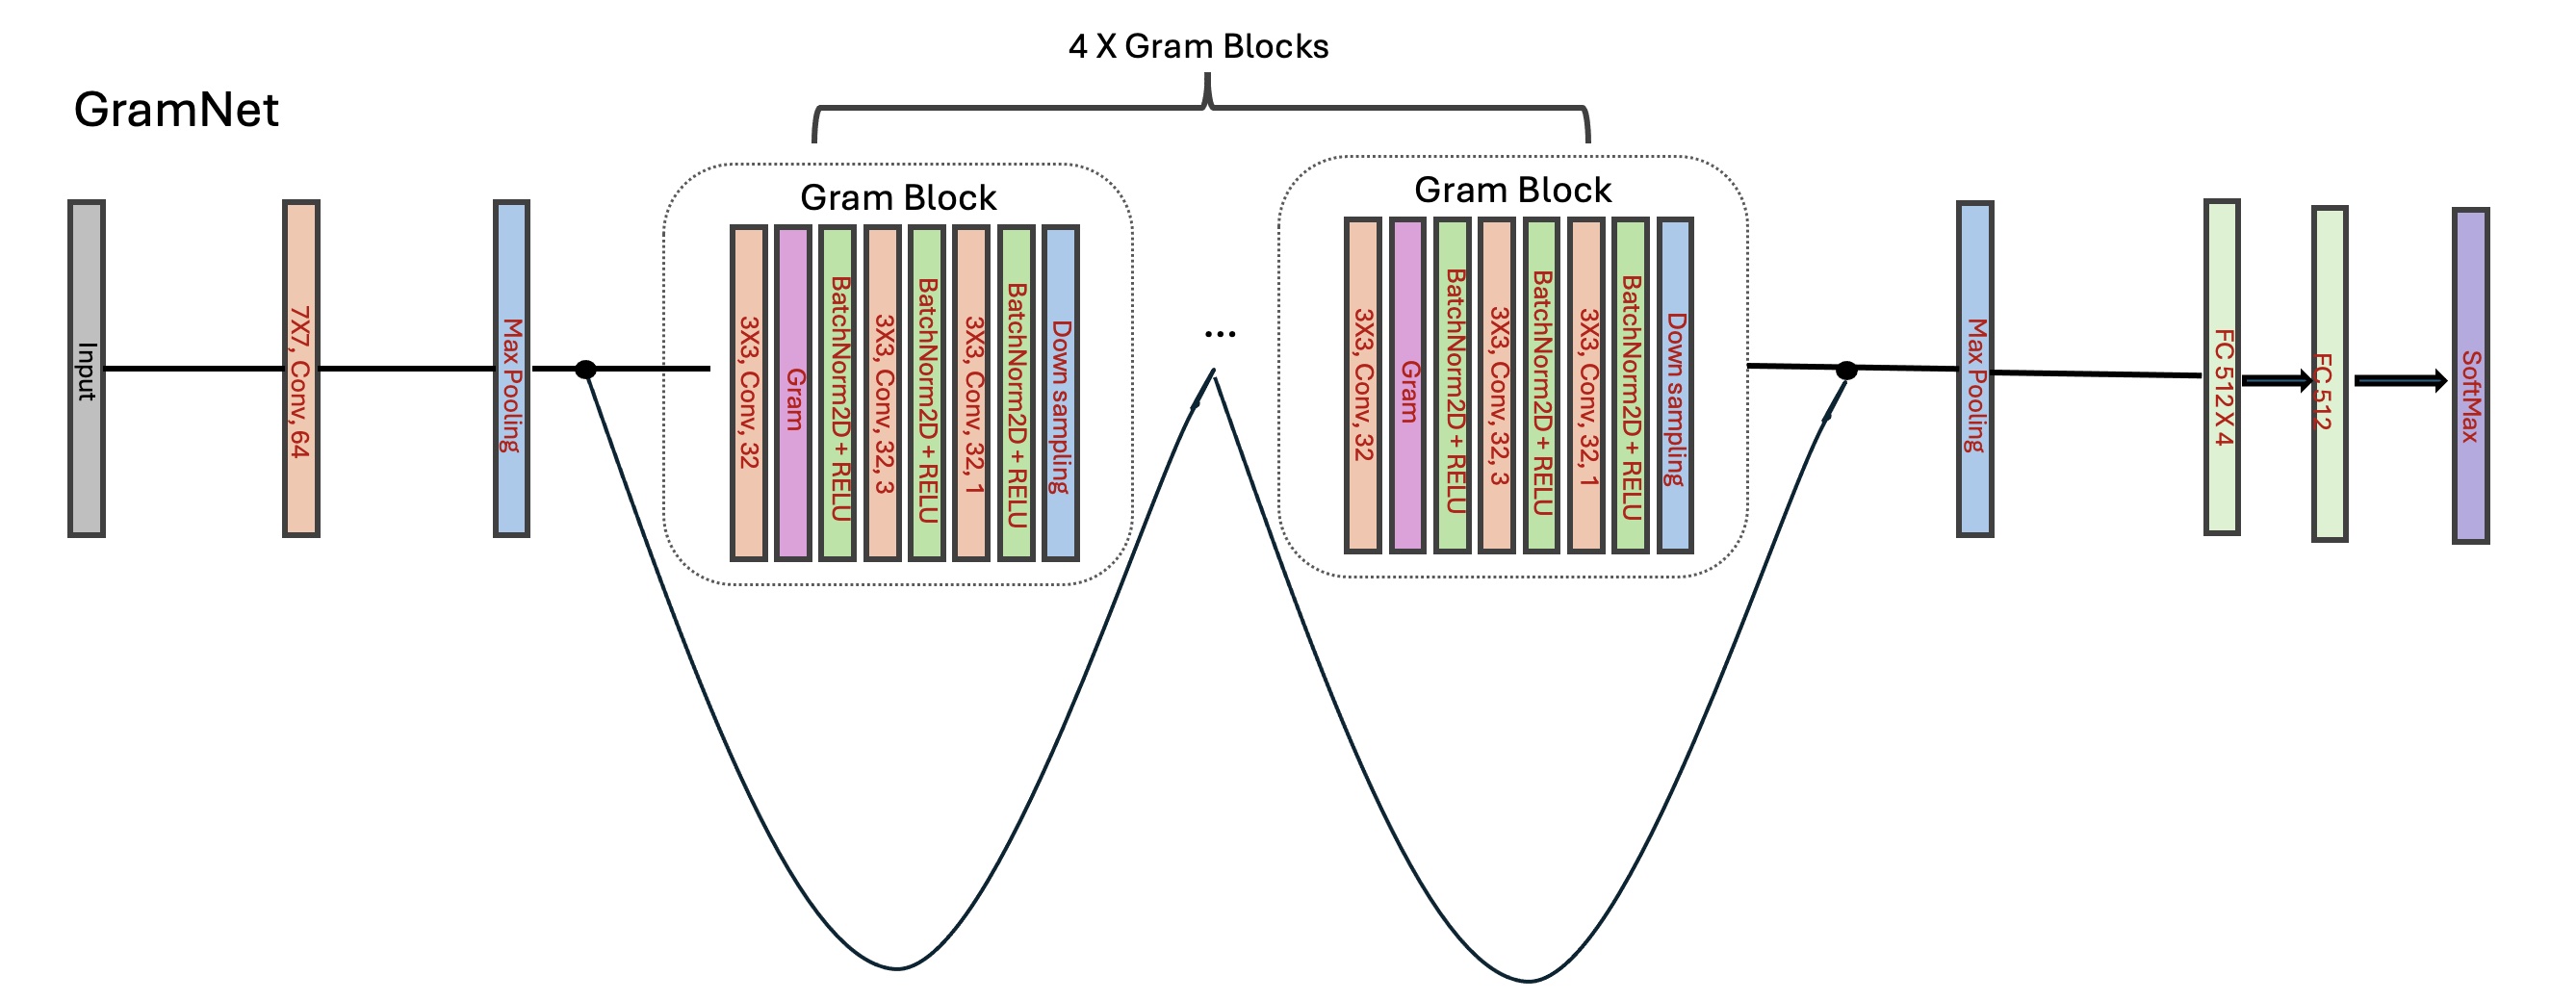 4 X Gram Blocks
GramNet
Input
7X7, Conv, 64
Max Pooling
Gram Block
3X3, Conv, 32
Gram
BatchNorm2D + RELU
3X3, Conv, 32, 3
BatchNorm2D + RELU
3X3, Conv, 32, 1
BatchNorm2D + RELU
Down sampling
...
Gram Block
3X3, Conv, 32
Gram
BatchNorm2D + RELU
3X3, Conv, 32, 3
BatchNorm2D + RELU
3X3, Conv, 32, 1
BatchNorm2D + RELU
Down sampling
Max Pooling
FC 512 X 4
FC 512
SoftMax